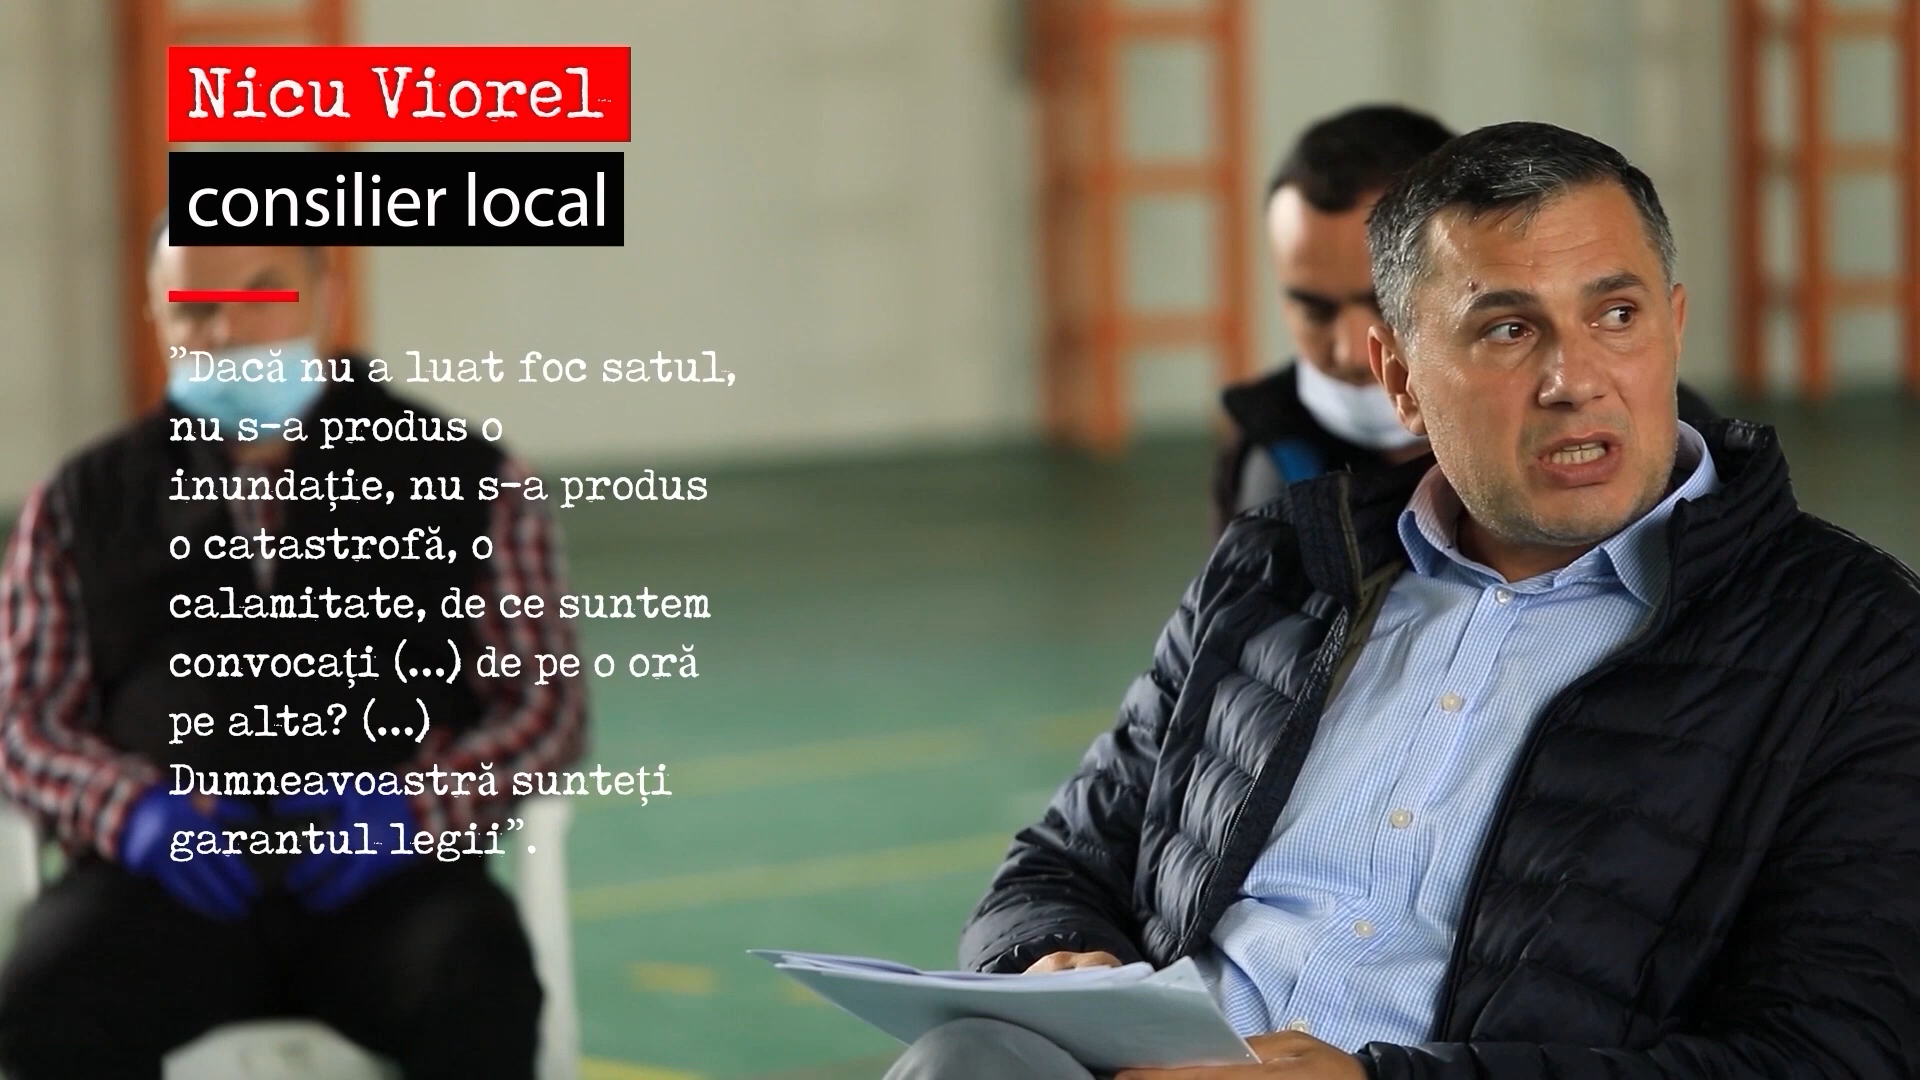 Nicu Viorel
consilier local
”Dacă nu a luat foc satul,
nu s-a produs o
inundație, nu s-a produs
o catastrofă, o
calamitate, de ce suntem
convocați (...) de pe o oră
pe alta? (...)
Dumneavoastră sunteți
garantul legii”.